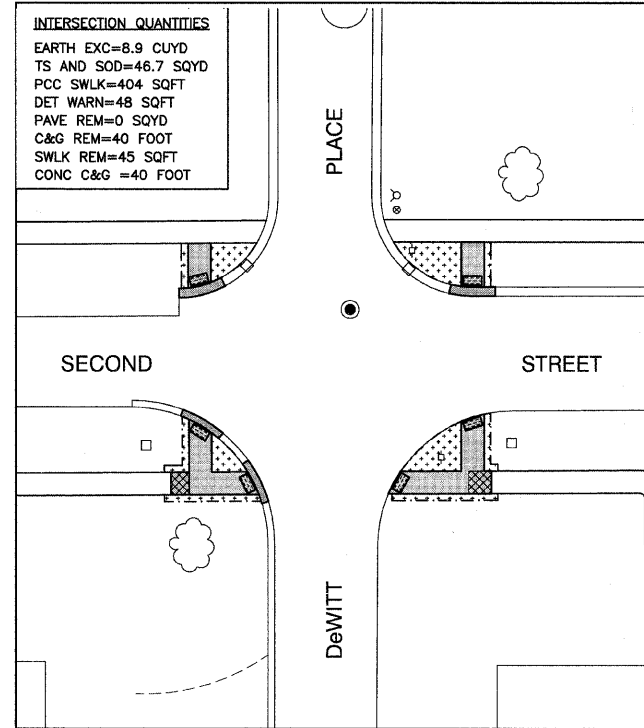 INTERSECTION QUANTITIES
EARTH EXC=8.9 CUYD
TS AND SOD=46.7 SQYD
PCC SWLK=404 SQFT
DET WARN=48 SQFT
PAVE REM=0 SQYD
C&G REM=40 FOOT
SWLK REM=45 SQFT
CONC C&G =40 FOOT
PLACE
SECOND STREET
DeWITT